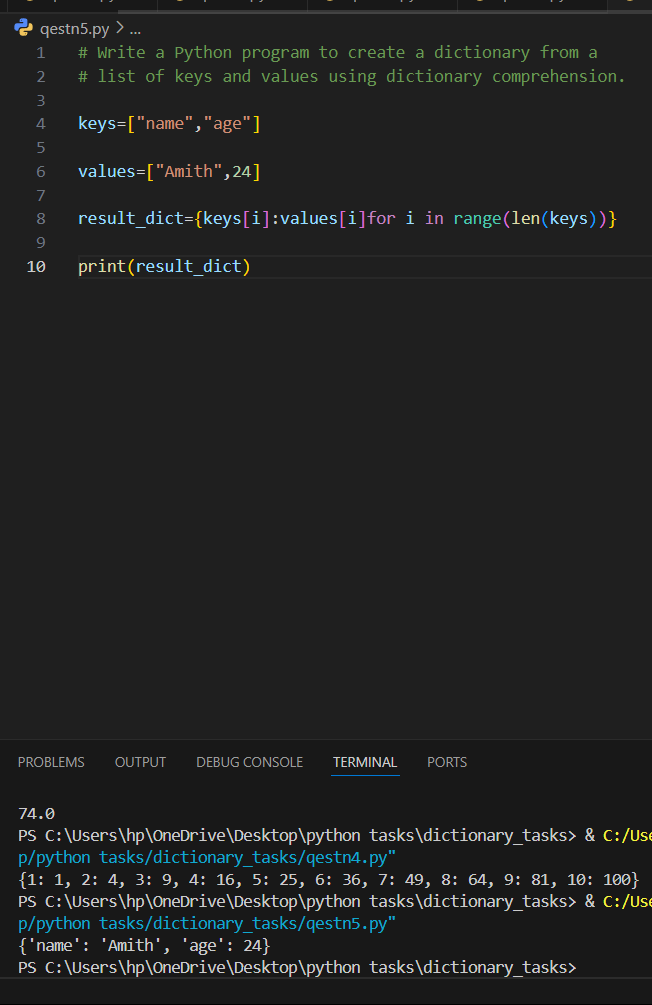 qestn5.py > ...
1 # Write a Python program to create a dictionary from a
2 # list of keys and values using dictionary comprehension.
3
4 keys=["name","age"]
5
6 values=["Amith",24]
7
8 result_dict={keys[i]:values[i]for i in range(len(keys))}
9
10 print(result_dict)
PROBLEMS OUTPUT DEBUG CONSOLE TERMINAL PORTS
74.0
PS C:\Users\hp\OneDrive\Desktop\python tasks\dictionary_tasks> & C:/Use
p/python tasks/dictionary_tasks/qestn4.py"
{1: 1, 2: 4, 3: 9, 4: 16, 5: 25, 6: 36, 7: 49, 8: 64, 9: 81, 10: 100}
PS C:\Users\hp\OneDrive\Desktop\python tasks\dictionary_tasks> & C:/Use
p/python tasks/dictionary_tasks/qestn5.py"
{'name': 'Amith', 'age': 24}
PS C:\Users\hp\OneDrive\Desktop\python tasks\dictionary_tasks>